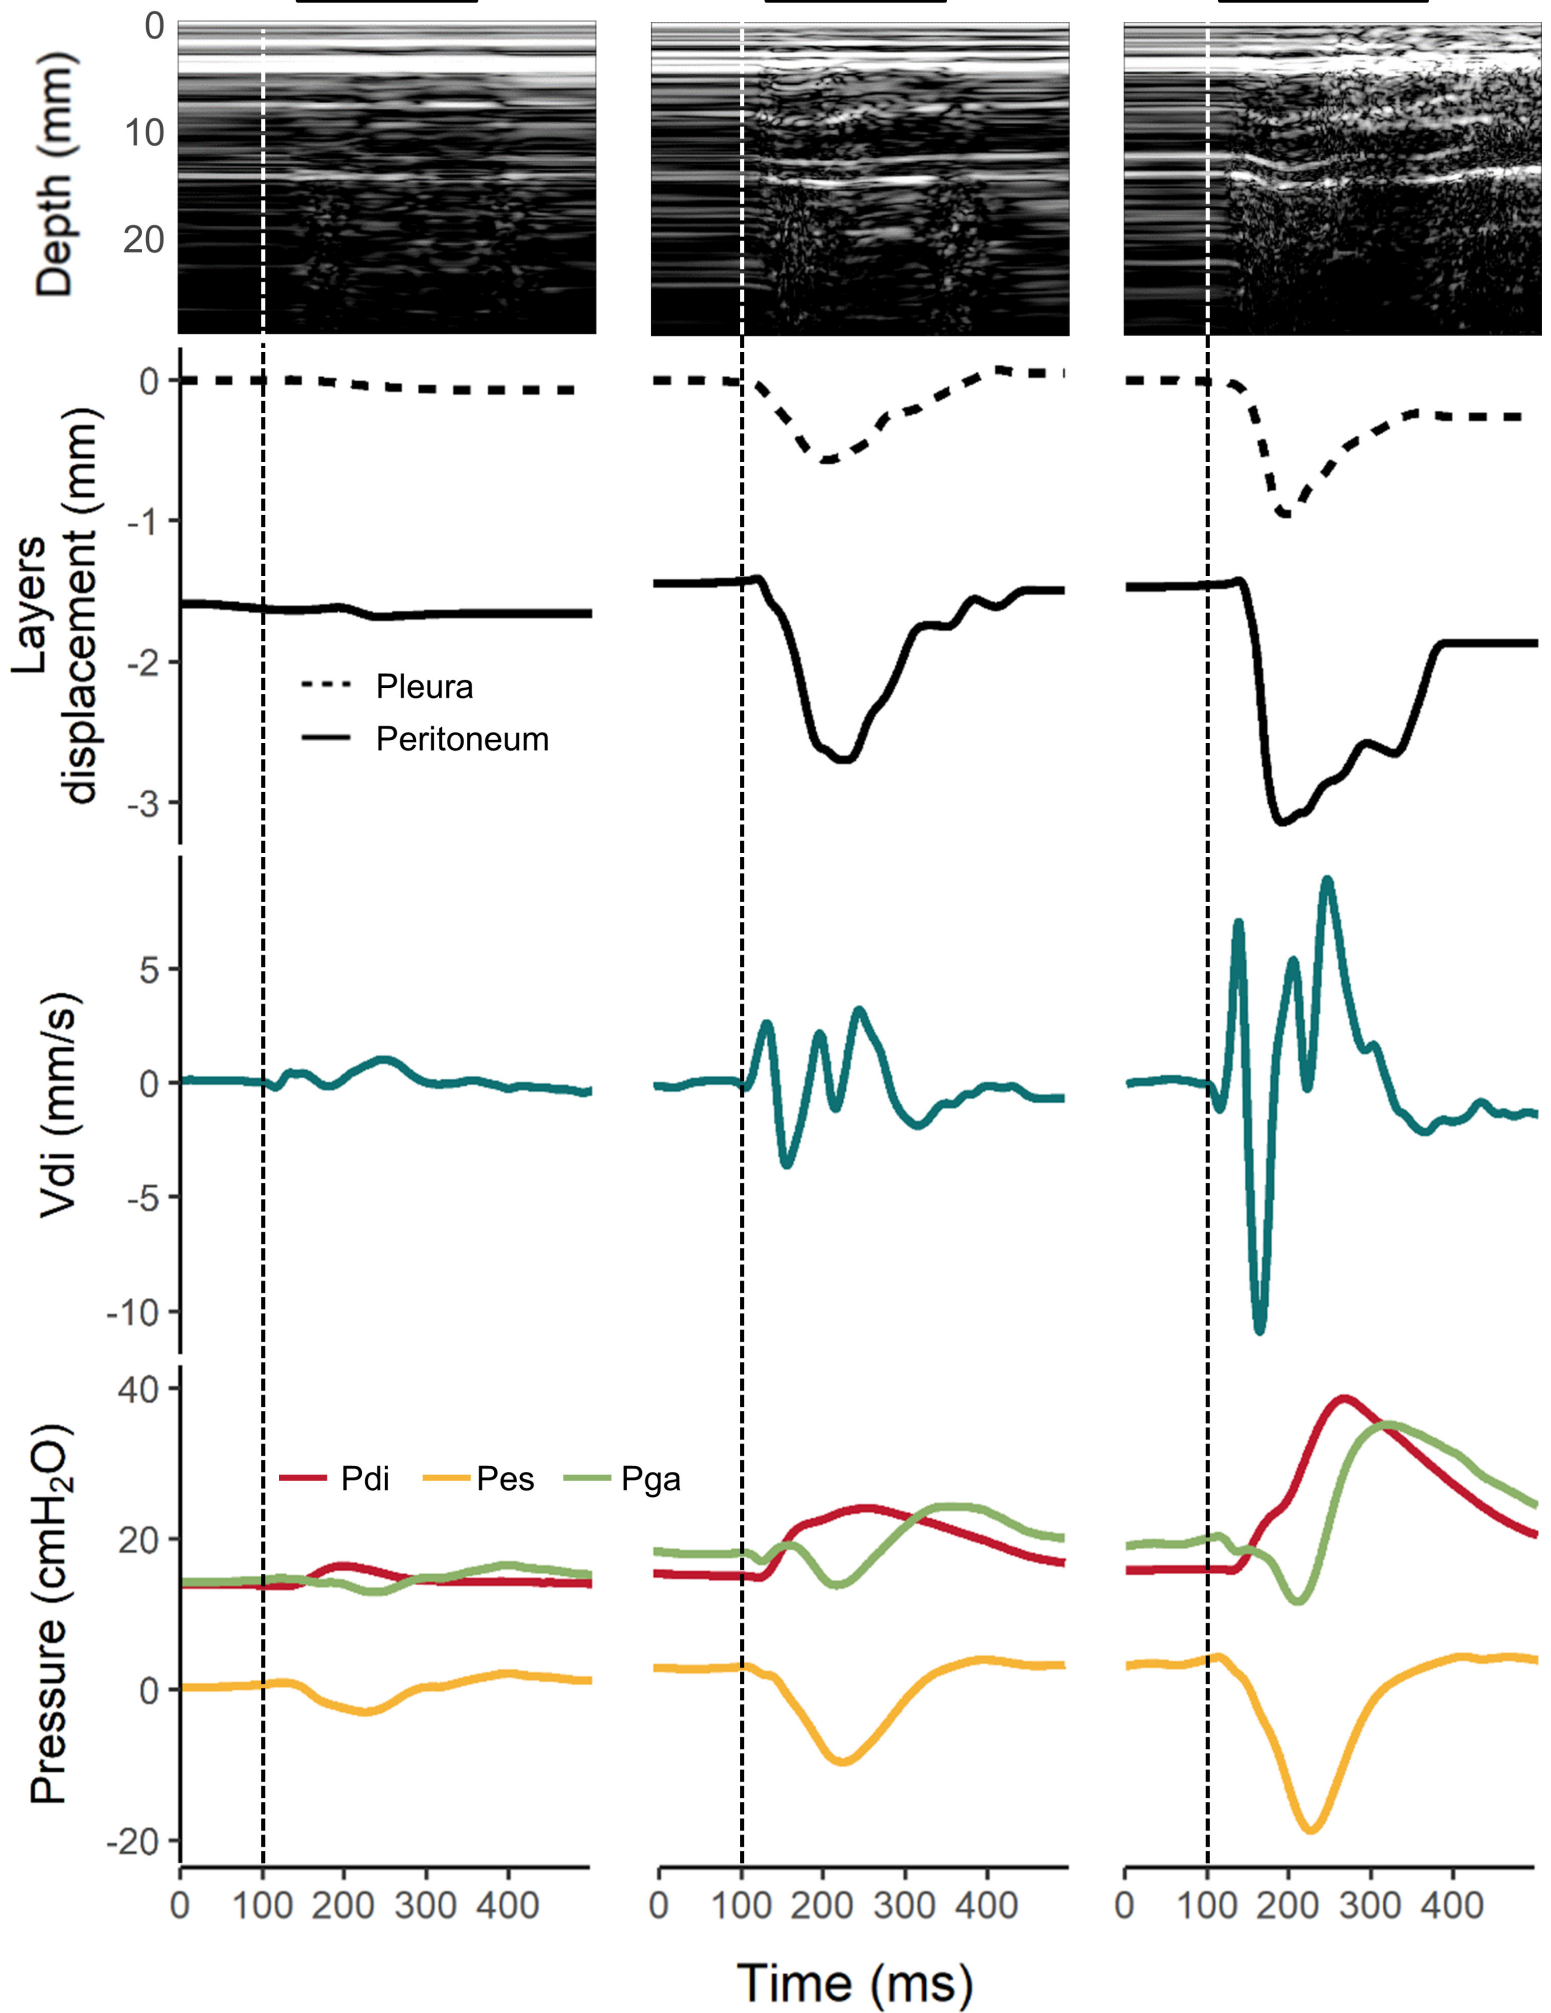 0
10
20
Depth (mm)
0
-1
-2
-3
Layers
displacement (mm)
Pleura
Peritoneum
5
0
-5
-10
Vdi (mm/s)
40
20
0
-20
Pressure (cmH₂O)
Pdi Pes Pga
0 100 200 300 400 0 100 200 300 400 0 100 200 300 400
Time (ms)